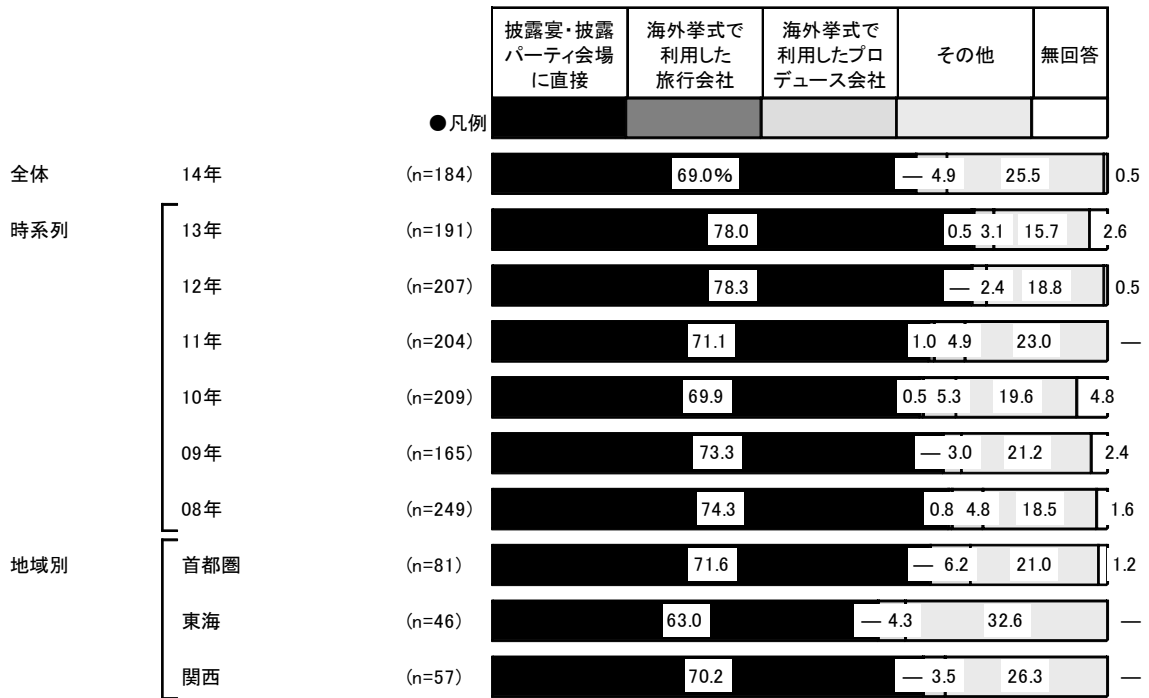 披露宴・披露
パーティ会場
に直接
海外挙式で
利用した
旅行会社
海外挙式で
利用したプロ
デュース会社
その他
無回答
●凡例
全体 14年 (n=184) 69.0% — 4.9 25.5 0.5
時系列 13年 (n=191) 78.0 0.5 3.1 15.7 2.6
12年 (n=207) 78.3 — 2.4 18.8 0.5
11年 (n=204) 71.1 1.0 4.9 23.0 —
10年 (n=209) 69.9 0.5 5.3 19.6 4.8
09年 (n=165) 73.3 — 3.0 21.2 2.4
08年 (n=249) 74.3 0.8 4.8 18.5 1.6
地域別 首都圏 (n=81) 71.6 — 6.2 21.0 1.2
東海 (n=46) 63.0 — 4.3 32.6 —
関西 (n=57) 70.2 — 3.5 26.3 —